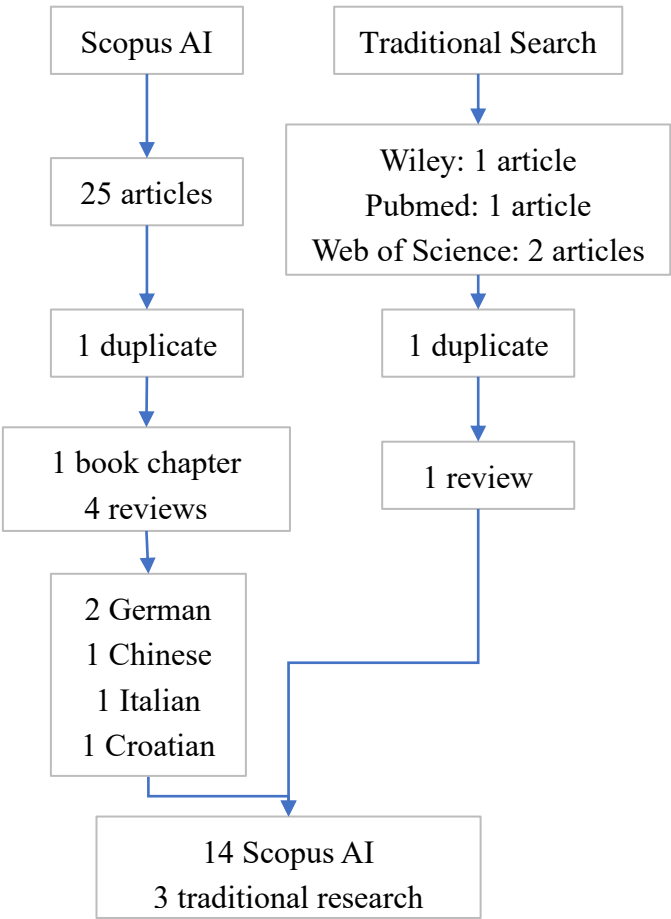 Scopus AI
25 articles
1 duplicate
1 book chapter
4 reviews
2 German
1 Chinese
1 Italian
1 Croatian
Traditional Search
Wiley: 1 article
Pubmed: 1 article
Web of Science: 2 articles
1 duplicate
1 review
14 Scopus AI
3 traditional research